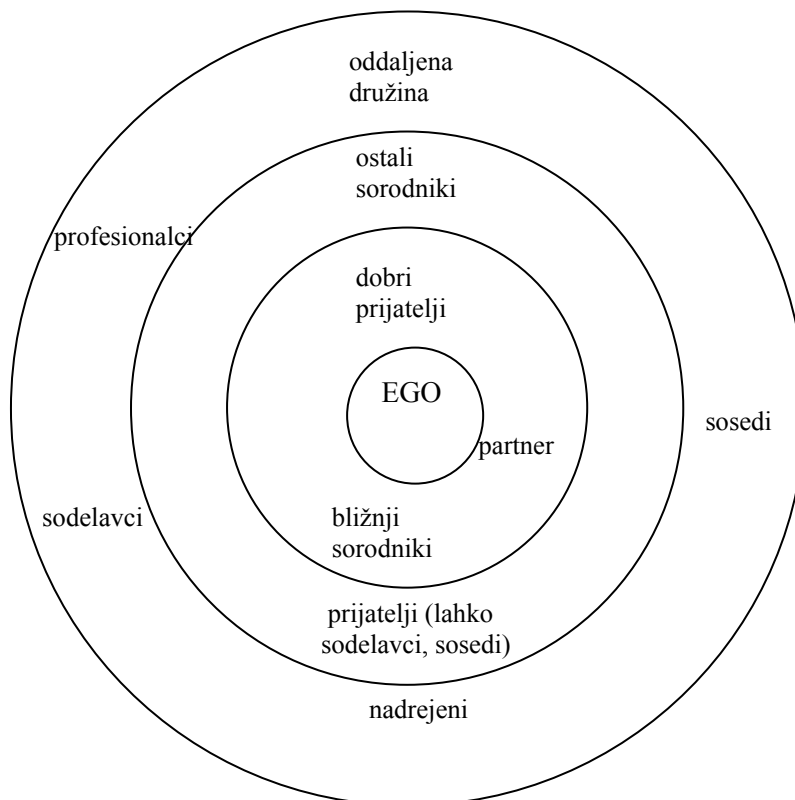 oddaljena
družina
ostali
sorodniki
profesionalci
dobri
prijatelji
EGO
sosedi
partner
sodelavci
bližnji
sorodniki
prijatelji (lahko
sodelavci, sosedi)
nadrejeni